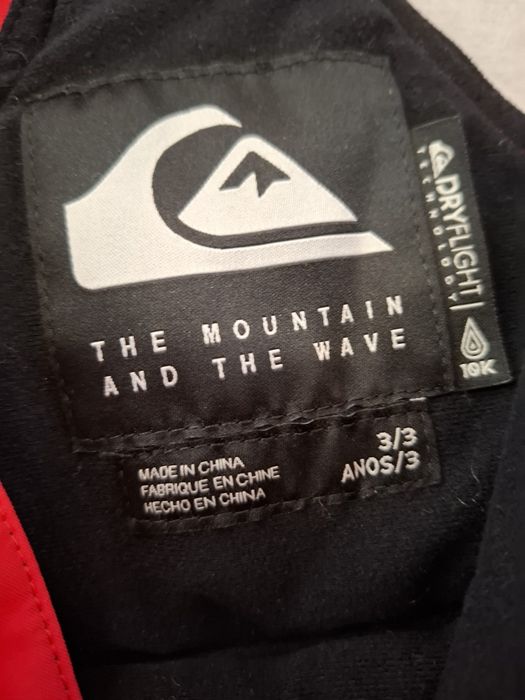 THE MOUNTAIN
AND THE WAVE
DRYFLIGHT
TECHNOLOGY
10K
MADE IN CHINA
FABRIQUE EN CHINE
HECHO EN CHINA
3/3
ANOS/3